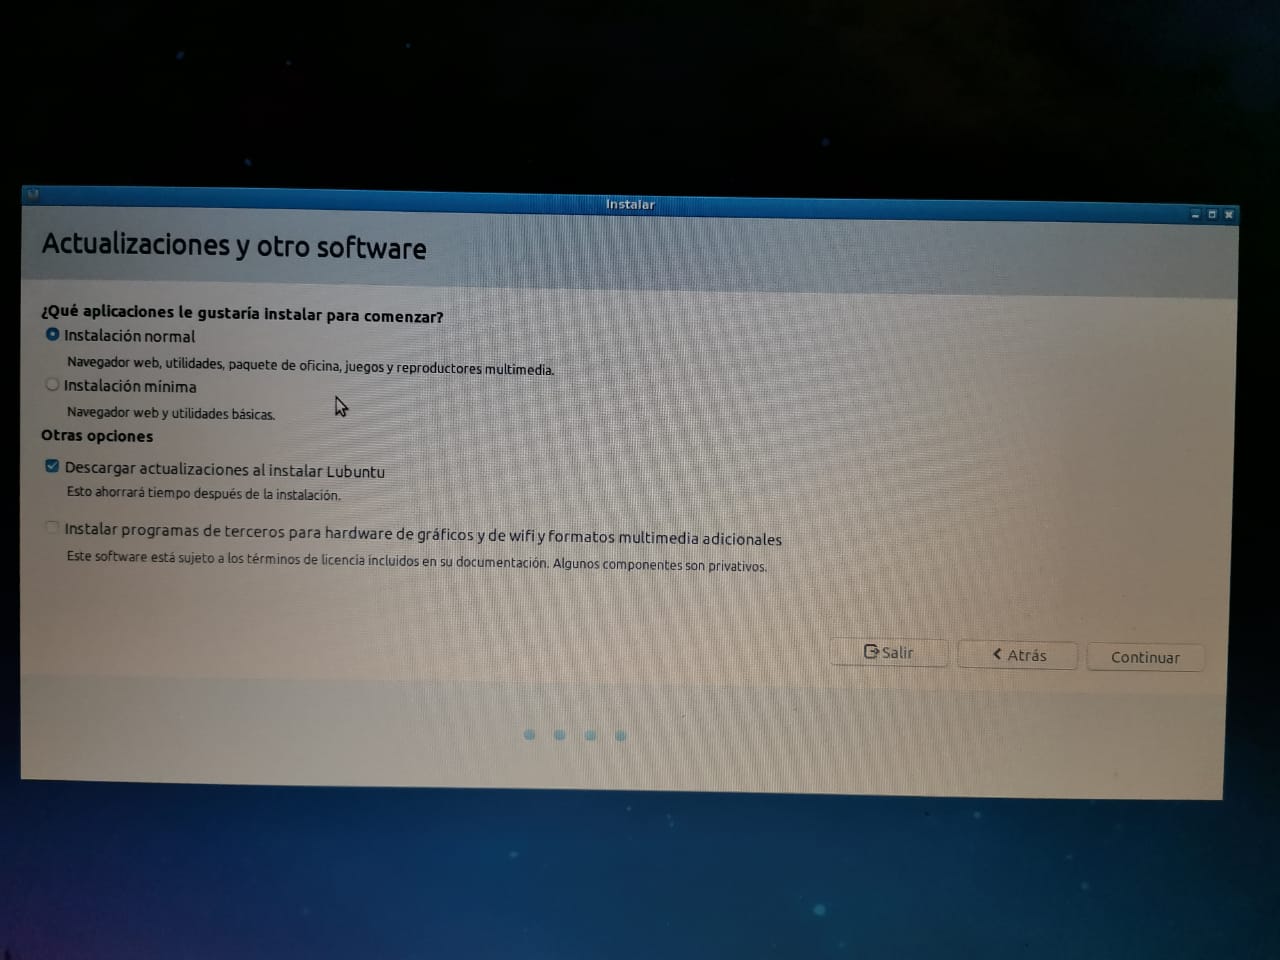 Instalar
Actualizaciones y otro software
¿Qué aplicaciones le gustaría instalar para comenzar?
Instalación normal
Navegador web, utilidades, paquete de oficina, juegos y reproductores multimedia.
Instalación mínima
Navegador web y utilidades básicas.
Otras opciones
Descargar actualizaciones al instalar Lubuntu
Esto ahorrará tiempo después de la instalación.
Instalar programas de terceros para hardware de gráficos y de wifi y formatos multimedia adicionales
Este software está sujeto a los términos de licencia incluidos en su documentación. Algunos componentes son privativos.
Salir
Atrás
Continuar